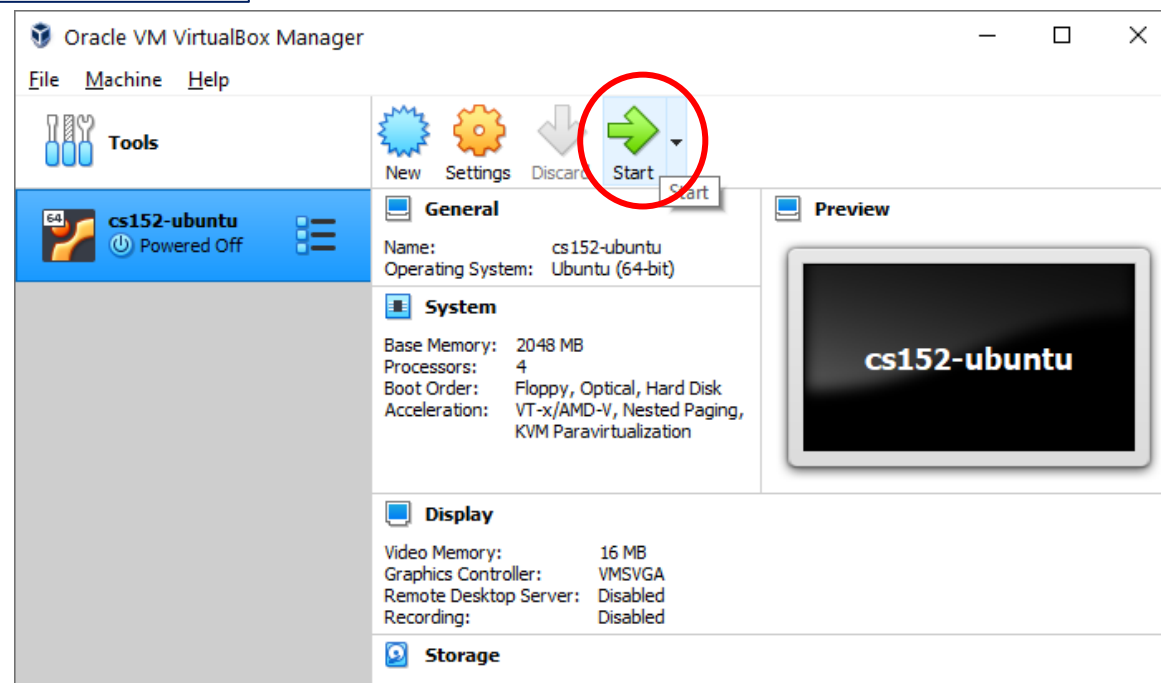 Oracle VM VirtualBox Manager
File Machine Help
Tools
New Settings Discard Start
Start
64
cs152-ubuntu
Powered Off
General
Name: cs152-ubuntu
Operating System: Ubuntu (64-bit)
Preview
cs152-ubuntu
System
Base Memory: 2048 MB
Processors: 4
Boot Order: Floppy, Optical, Hard Disk
Acceleration: VT-x/AMD-V, Nested Paging,
KVM Paravirtualization
Display
Video Memory: 16 MB
Graphics Controller: VMSVGA
Remote Desktop Server: Disabled
Recording: Disabled
Storage